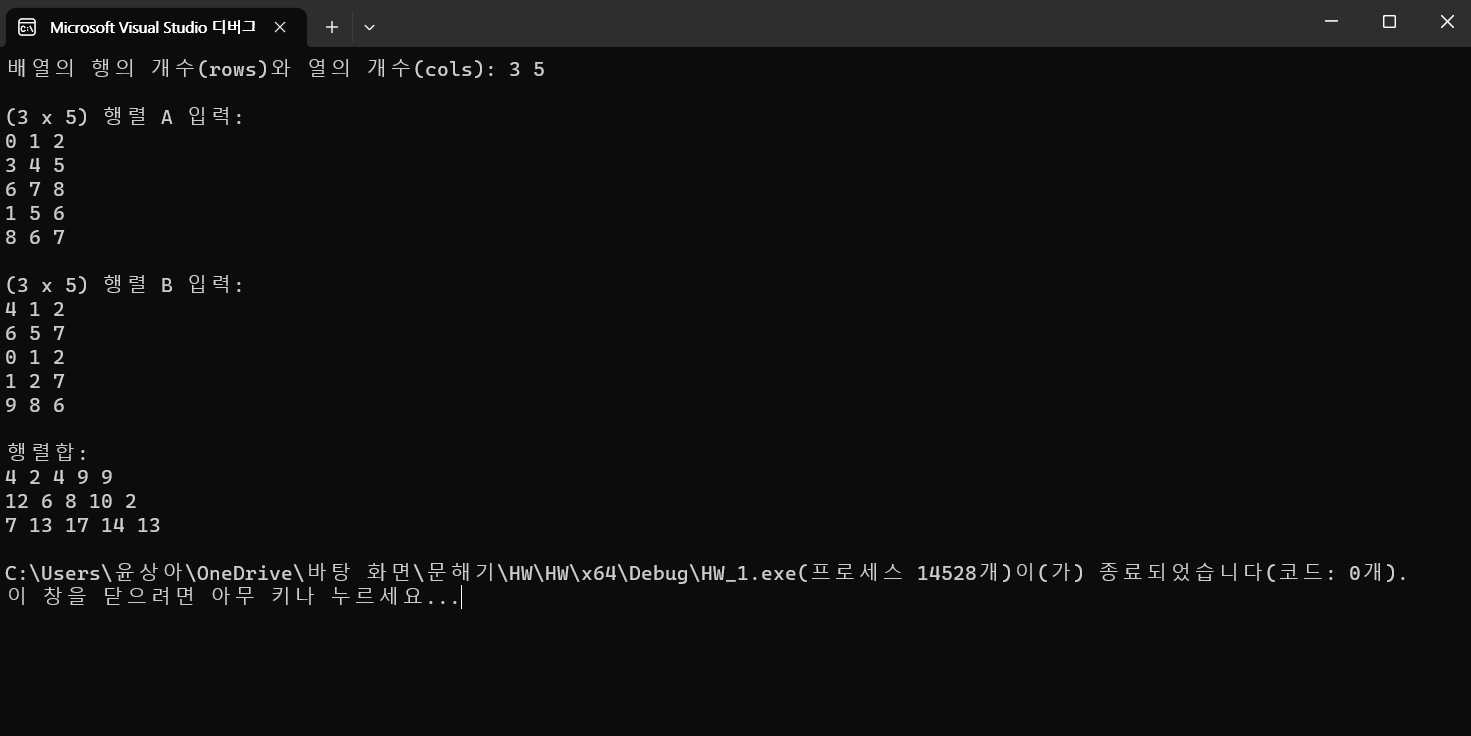 Microsoft Visual Studio 디버그
배열의 행의 개수(rows)와 열의 개수(cols): 3 5
(3 x 5) 행렬 A 입력:
0 1 2
3 4 5
6 7 8
1 5 6
8 6 7
(3 x 5) 행렬 B 입력:
4 1 2
6 5 7
0 1 2
1 2 7
9 8 6
행렬합:
4 2 4 9 9
12 6 8 10 2
7 13 17 14 13
C:\Users\윤상아\OneDrive\바탕 화면\문해기\HW\HW\x64\Debug\HW_1.exe(프로세스 14528개)이(가) 종료되었습니다(코드: 0개).
이 창을 닫으려면 아무 키나 누르세요...